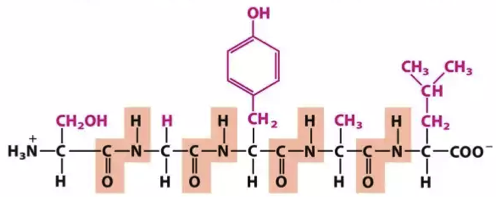 OH
CH₃ CH₃
CH
CH₂OH H H H CH₂ H CH₃ H CH₂
H₃N⁺—C—C—N—C—C—N—C—C—N—C—C—N—C—COO⁻
H O H O H O H O H